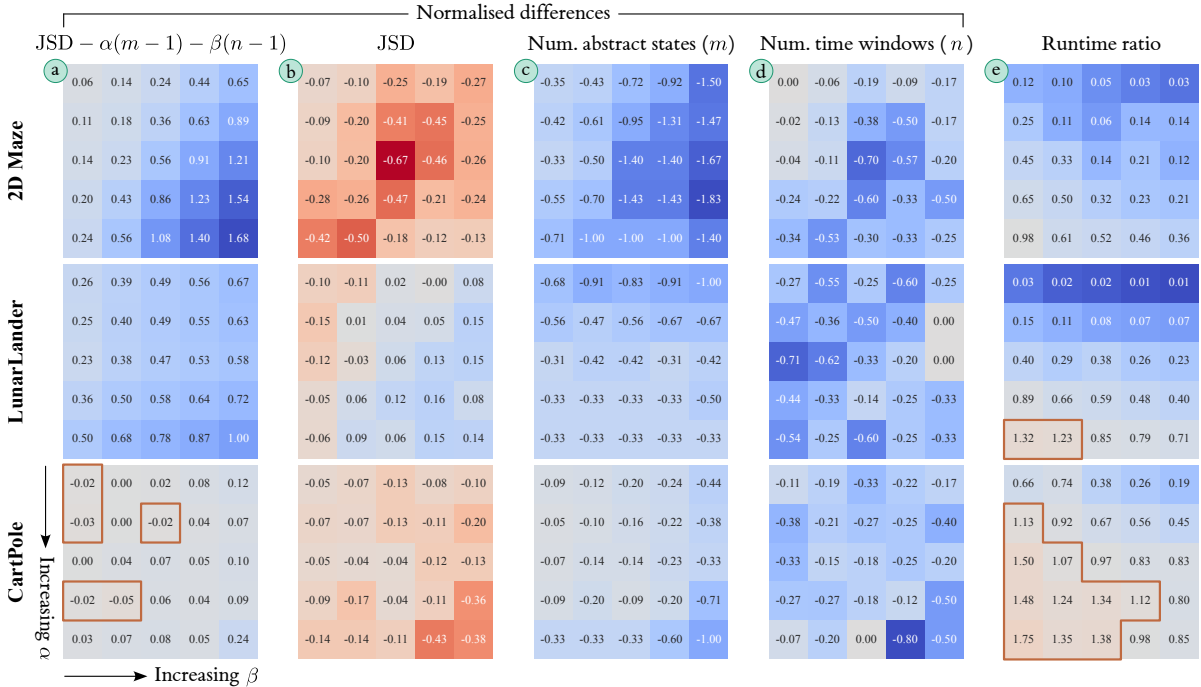 Normalised differences
JSD − α(m − 1) − β(n − 1) JSD Num. abstract states (m) Num. time windows (n) Runtime ratio
a b c d e
2D Maze
0.06 0.14 0.24 0.44 0.65 -0.07 -0.10 -0.25 -0.19 -0.27 -0.35 -0.43 -0.72 -0.92 -1.50 0.00 -0.06 -0.19 -0.09 -0.17 0.12 0.10 0.05 0.03 0.03
0.11 0.18 0.36 0.63 0.89 -0.09 -0.20 -0.41 -0.45 -0.25 -0.42 -0.61 -0.95 -1.31 -1.47 -0.02 -0.13 -0.38 -0.50 -0.17 0.25 0.11 0.06 0.14 0.14
0.14 0.23 0.56 0.91 1.21 -0.10 -0.20 -0.67 -0.46 -0.26 -0.33 -0.50 -1.40 -1.40 -1.67 -0.04 -0.11 -0.70 -0.57 -0.20 0.45 0.33 0.14 0.21 0.12
0.20 0.43 0.86 1.23 1.54 -0.28 -0.26 -0.47 -0.21 -0.24 -0.55 -0.70 -1.43 -1.43 -1.83 -0.24 -0.22 -0.60 -0.33 -0.50 0.65 0.50 0.32 0.23 0.21
0.24 0.56 1.08 1.40 1.68 -0.42 -0.50 -0.18 -0.12 -0.13 -0.71 -1.00 -1.00 -1.00 -1.40 -0.34 -0.53 -0.30 -0.33 -0.25 0.98 0.61 0.52 0.46 0.36
LunarLander
0.26 0.39 0.49 0.56 0.67 -0.10 -0.11 0.02 -0.00 0.08 -0.68 -0.91 -0.83 -0.91 -1.00 -0.27 -0.55 -0.25 -0.60 -0.25 0.03 0.02 0.02 0.01 0.01
0.25 0.40 0.49 0.55 0.63 -0.15 0.01 0.04 0.05 0.15 -0.56 -0.47 -0.56 -0.67 -0.67 -0.47 -0.36 -0.50 -0.40 0.00 0.15 0.11 0.08 0.07 0.07
0.23 0.38 0.47 0.53 0.58 -0.12 -0.03 0.06 0.13 0.15 -0.31 -0.42 -0.42 -0.31 -0.42 -0.71 -0.62 -0.33 -0.20 0.00 0.40 0.29 0.38 0.26 0.23
0.36 0.50 0.58 0.64 0.72 -0.05 0.06 0.12 0.16 0.08 -0.33 -0.33 -0.33 -0.33 -0.50 -0.44 -0.33 -0.14 -0.25 -0.33 0.89 0.66 0.59 0.48 0.40
0.50 0.68 0.78 0.87 1.00 -0.06 0.09 0.06 0.15 0.14 -0.33 -0.33 -0.33 -0.33 -0.33 -0.54 -0.25 -0.60 -0.25 -0.33 1.32 1.23 0.85 0.79 0.71
CartPole
-0.02 0.00 0.02 0.08 0.12 -0.05 -0.07 -0.13 -0.08 -0.10 -0.09 -0.12 -0.20 -0.24 -0.44 -0.11 -0.19 -0.33 -0.22 -0.17 0.66 0.74 0.38 0.26 0.19
-0.03 0.00 -0.02 0.04 0.07 -0.07 -0.07 -0.13 -0.11 -0.20 -0.05 -0.10 -0.16 -0.22 -0.38 -0.38 -0.21 -0.27 -0.25 -0.40 1.13 0.92 0.67 0.56 0.45
0.00 0.04 0.07 0.05 0.10 -0.05 -0.04 -0.04 -0.12 -0.13 -0.07 -0.14 -0.14 -0.23 -0.33 -0.33 -0.15 -0.18 -0.25 -0.20 1.50 1.07 0.97 0.83 0.83
-0.02 -0.05 0.06 0.04 0.09 -0.09 -0.17 -0.04 -0.11 -0.36 -0.09 -0.20 -0.09 -0.20 -0.71 -0.27 -0.27 -0.18 -0.12 -0.50 1.48 1.24 1.34 1.12 0.80
0.03 0.07 0.08 0.05 0.24 -0.14 -0.14 -0.11 -0.43 -0.38 -0.33 -0.33 -0.33 -0.60 -1.00 -0.07 -0.20 0.00 -0.80 -0.50 1.75 1.35 1.38 0.98 0.85
Increasing α
Increasing β